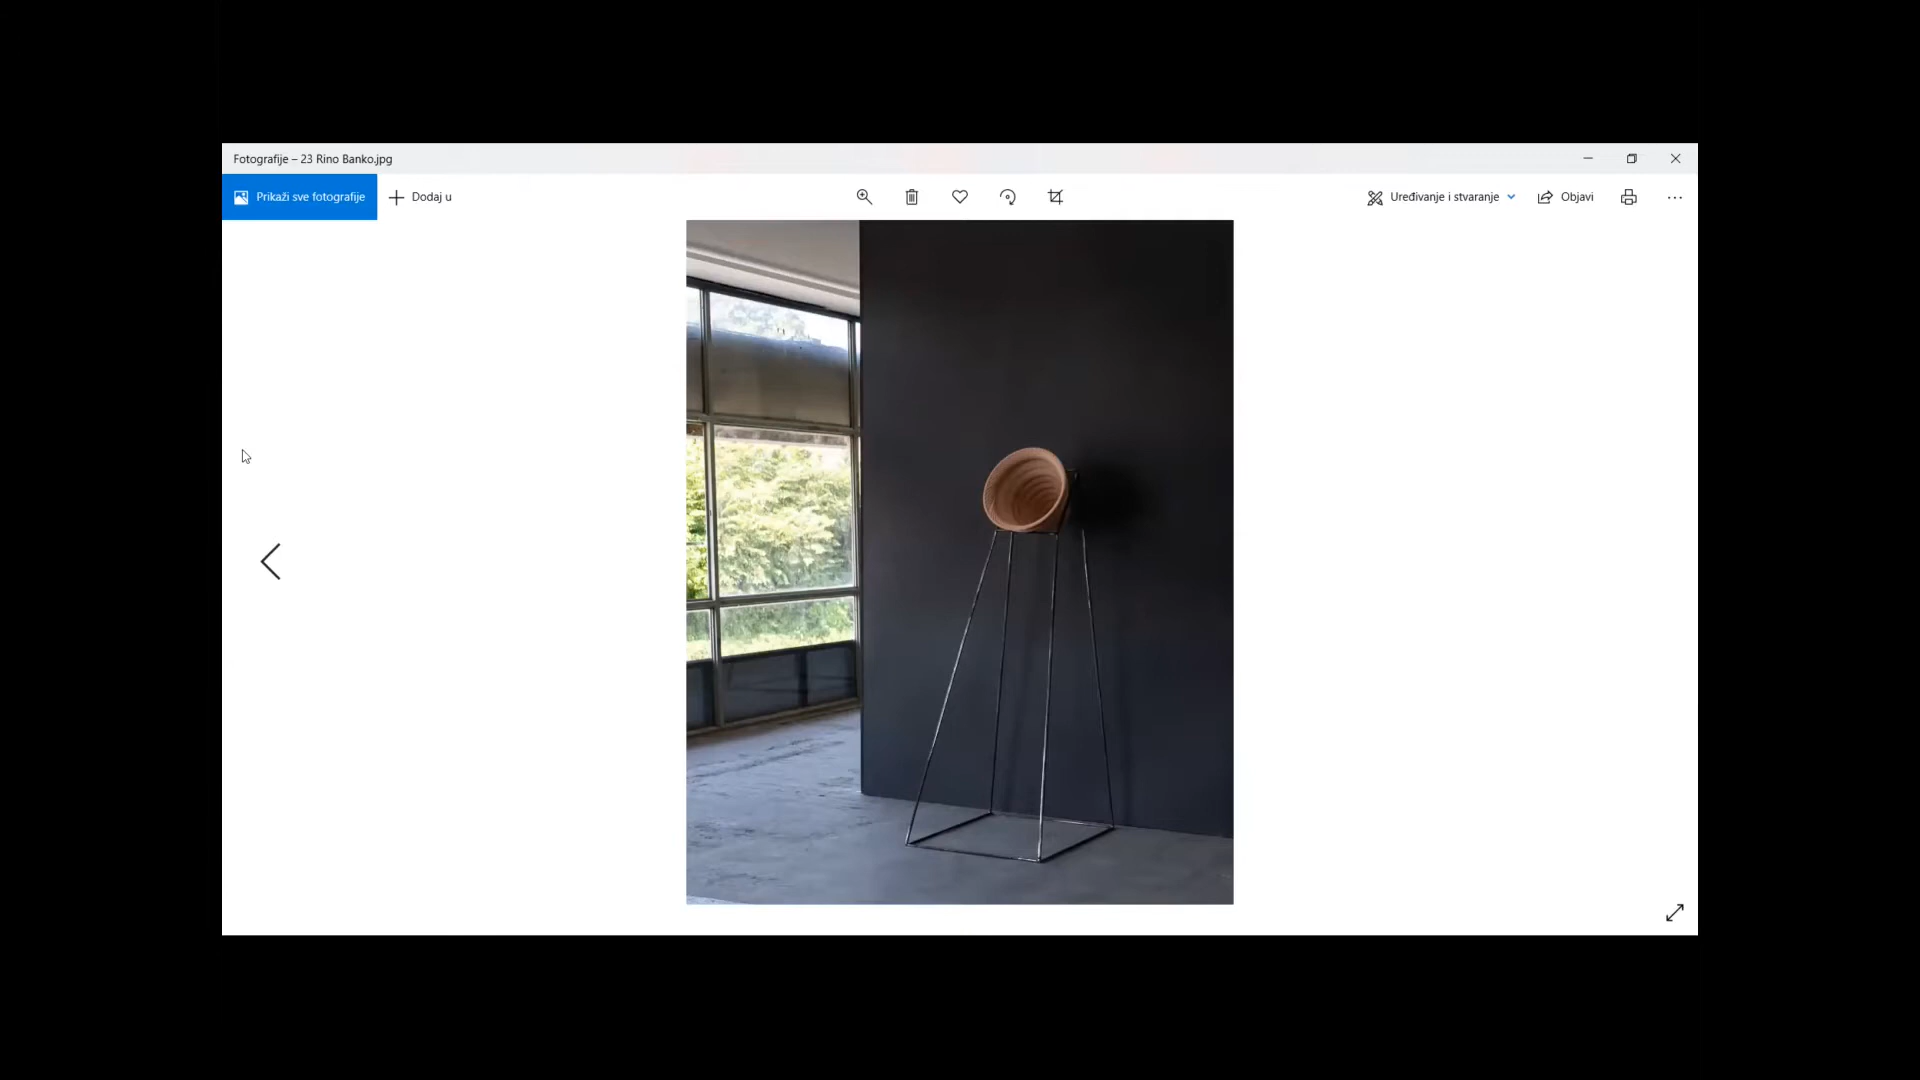 Fotografije – 23 Rino Banko.jpg
Prikaži sve fotografije
Dodaj u
Uređivanje i stvaranje
Objavi